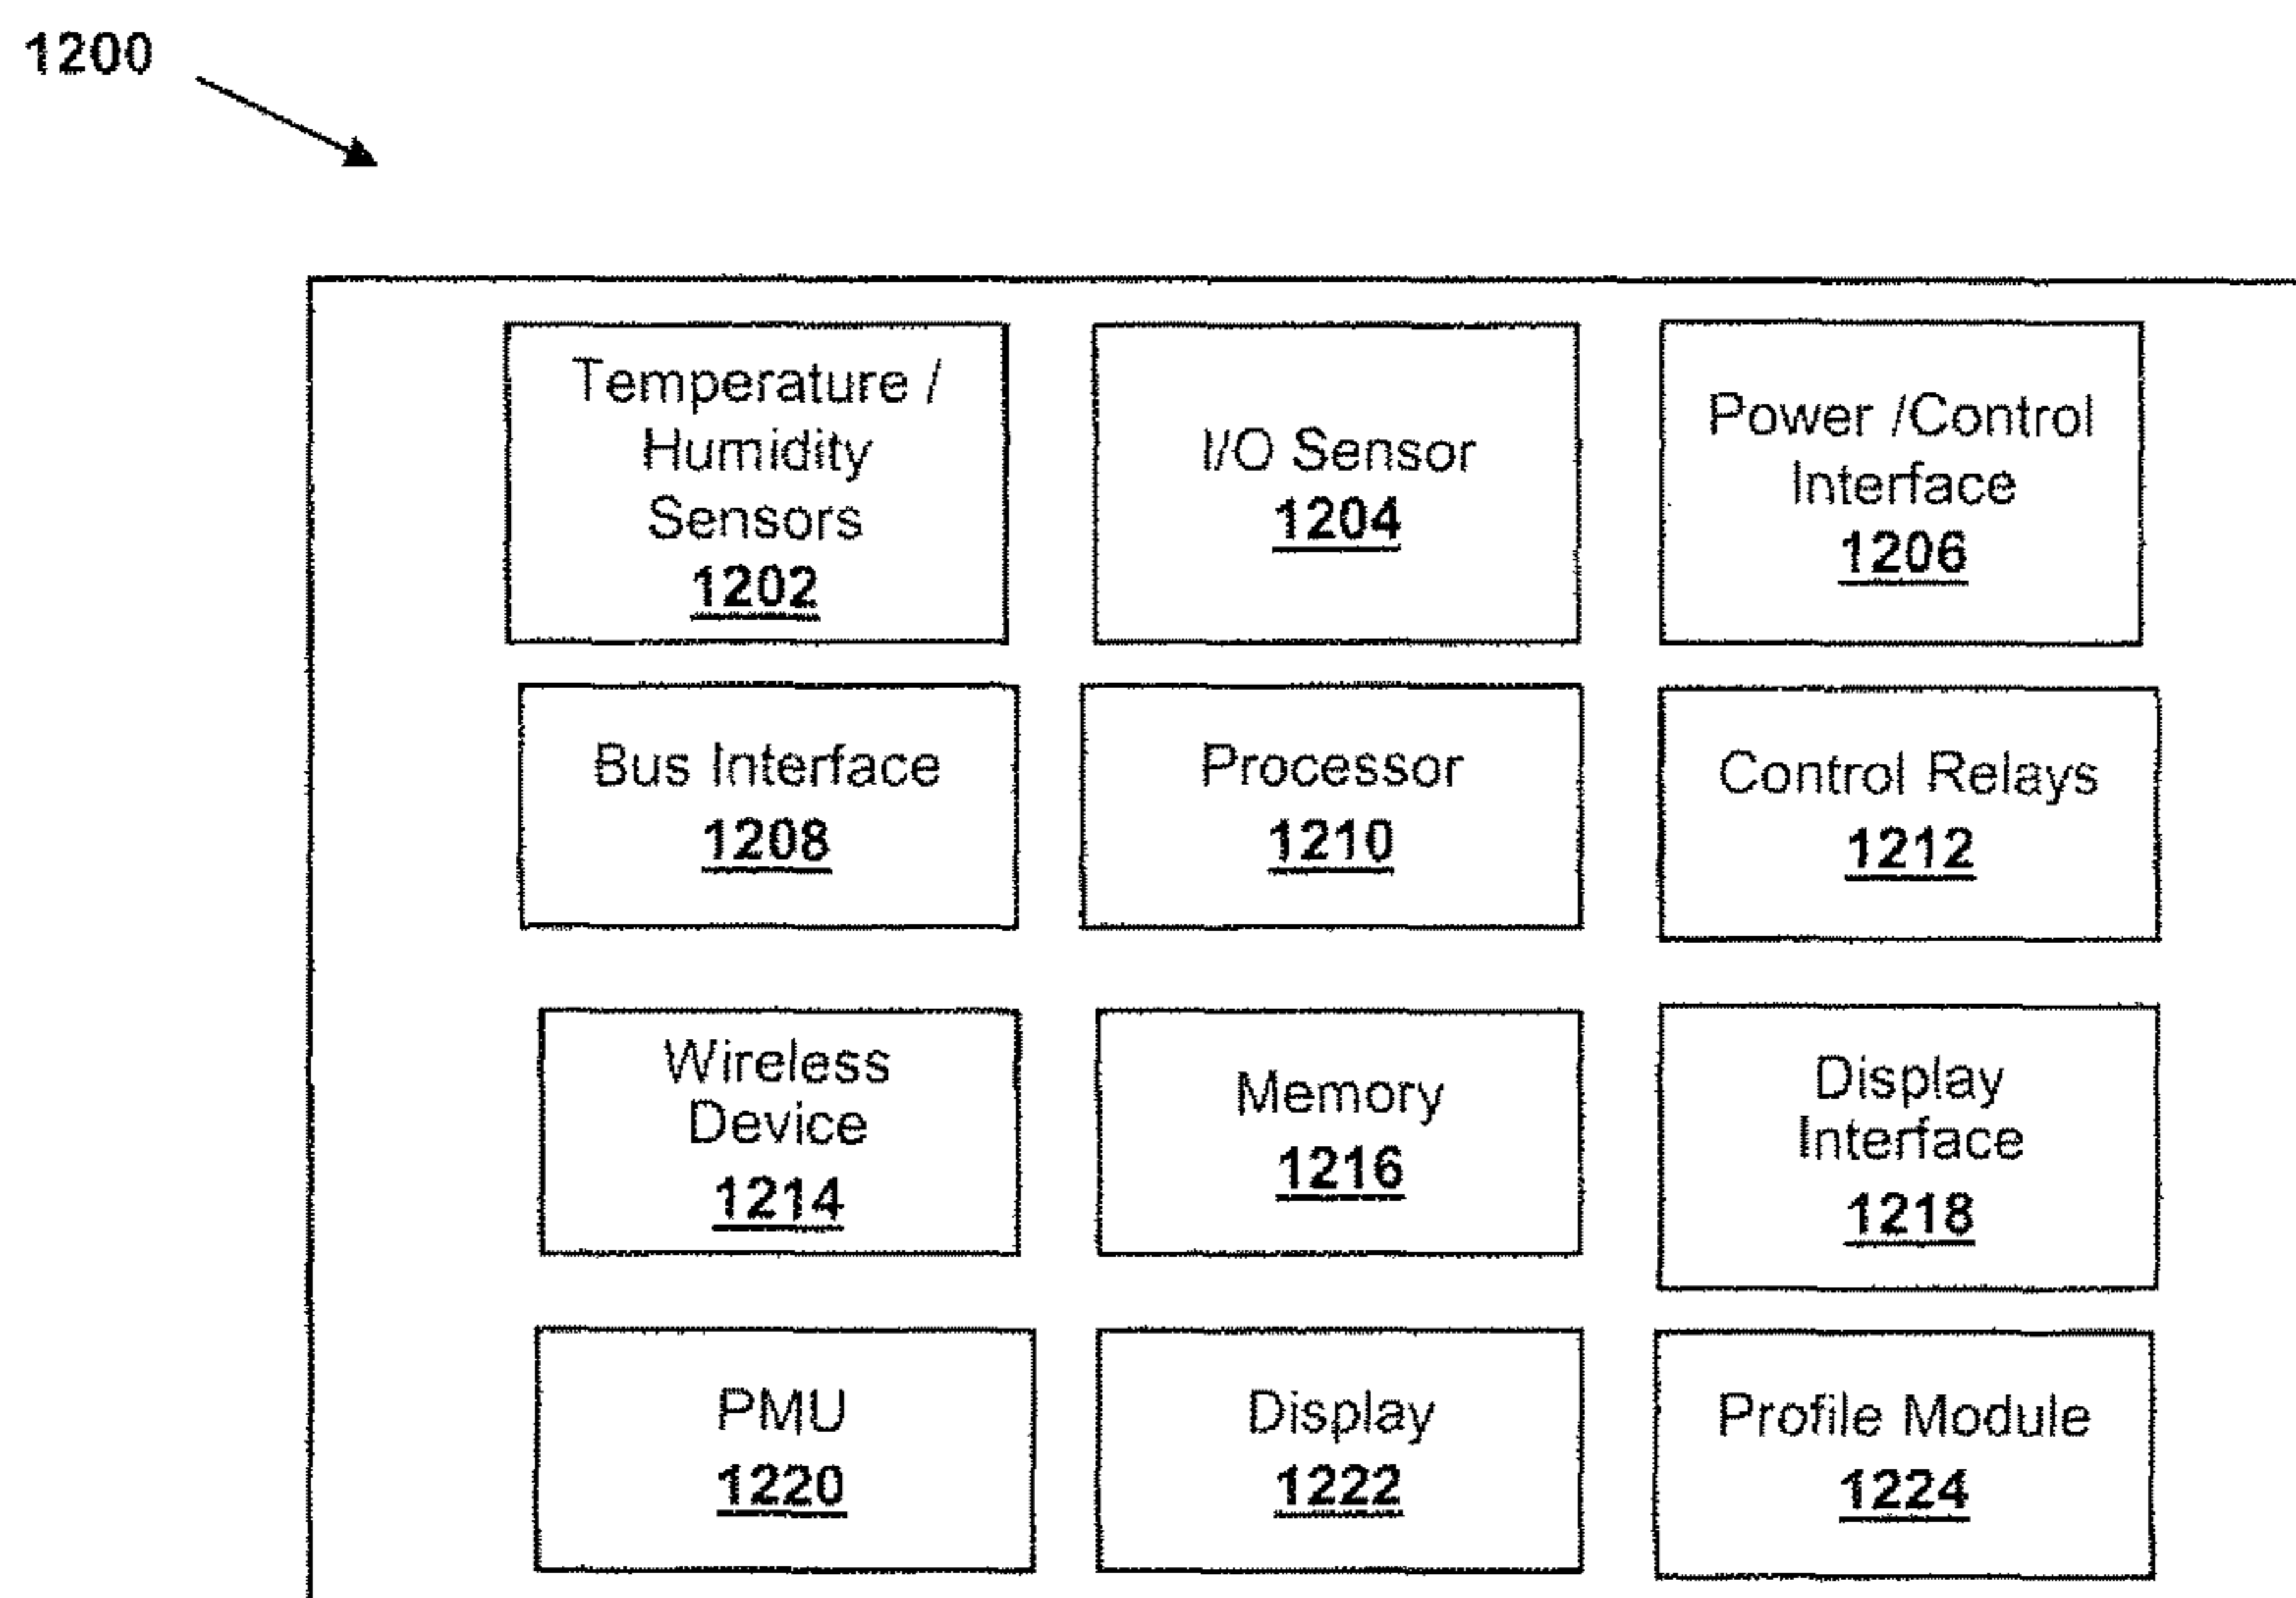 1200
Temperature /
Humidity
Sensors
1202
I/O Sensor
1204
Power /Control
Interface
1206
Bus Interface
1208
Processor
1210
Control Relays
1212
Wireless
Device
1214
Memory
1216
Display
Interface
1218
PMU
1220
Display
1222
Profile Module
1224